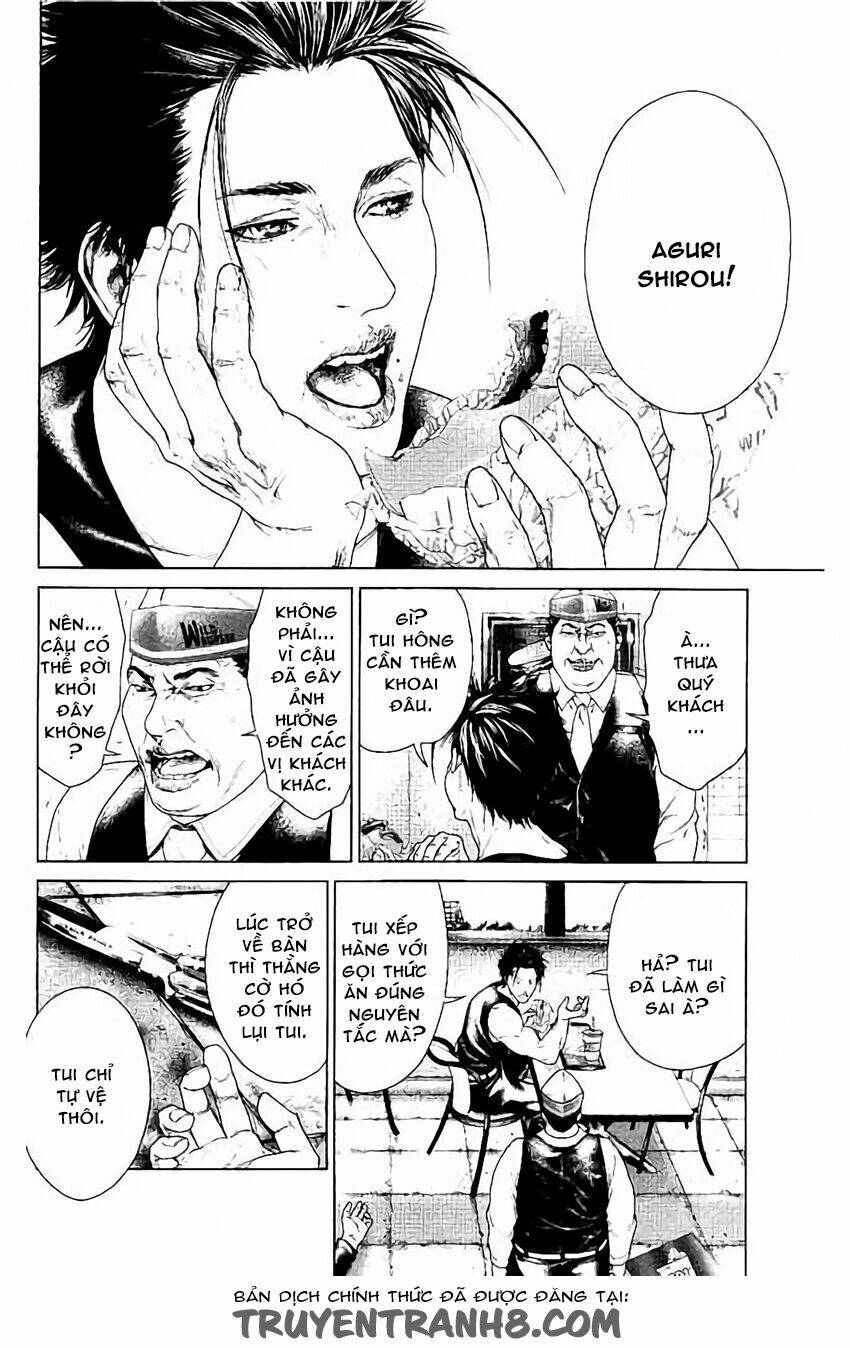 AGURI
SHIROU!
À...
THƯA
QUÝ
KHÁCH
...
GÌ?
TUI HÔNG
CẦN THÊM
KHOAI
ĐÂU.
KHÔNG
PHẢI...
VÌ CẬU
ĐÃ GÂY
ẢNH
HƯỞNG
ĐẾN CÁC
VỊ KHÁCH
KHÁC.
NÊN...
CẬU CÓ
THỂ RỜI
KHỎI
ĐÂY
KHÔNG
?
WILD
HẢ? TUI
ĐÃ LÀM GÌ
SAI À?
TUI XẾP
HÀNG VỚI
GỌI THỨC
ĂN ĐÚNG
NGUYÊN
TẮC MÀ?
LÚC TRỞ
VỀ BÀN
THÌ THẰNG
CỜ HÓ
ĐÓ TÍNH
LỤI TUI.
TUI CHỈ
TỰ VỆ
THÔI.
BẢN DỊCH CHÍNH THỨC ĐÃ ĐƯỢC ĐĂNG TẠI:
TRUYENTRANH8.COM